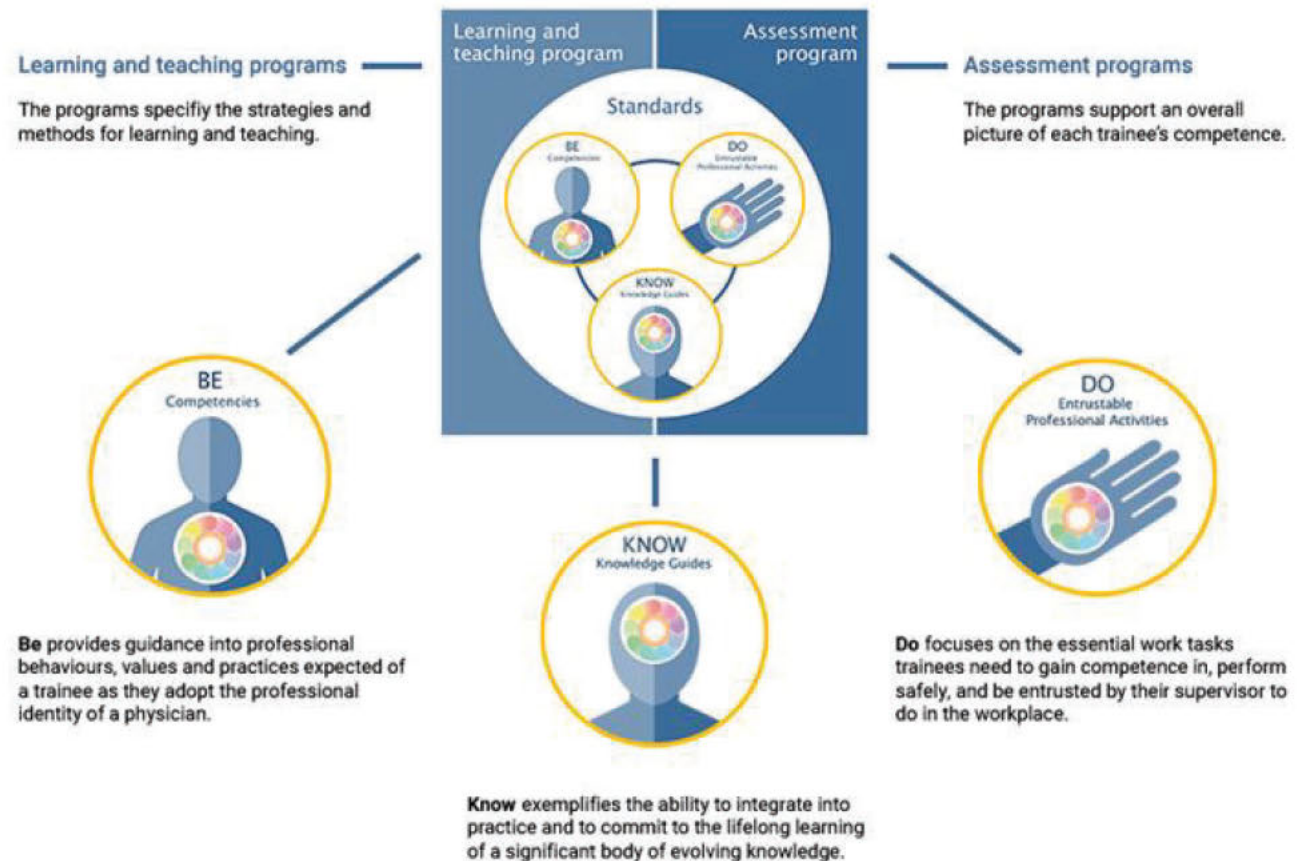 Learning and teaching program
Assessment program
Learning and teaching programs
The programs specifiy the strategies and
methods for learning and teaching.
Standards
BE
Competencies
DO
Entrustable
Professional Activities
KNOW
Knowledge Guides
Assessment programs
The programs support an overall
picture of each trainee's competence.
BE
Competencies
Be provides guidance into professional
behaviours, values and practices expected of
a trainee as they adopt the professional
identity of a physician.
KNOW
Knowledge Guides
Know exemplifies the ability to integrate into
practice and to commit to the lifelong learning
of a significant body of evolving knowledge.
DO
Entrustable
Professional Activities
Do focuses on the essential work tasks
trainees need to gain competence in, perform
safely, and be entrusted by their supervisor to
do in the workplace.